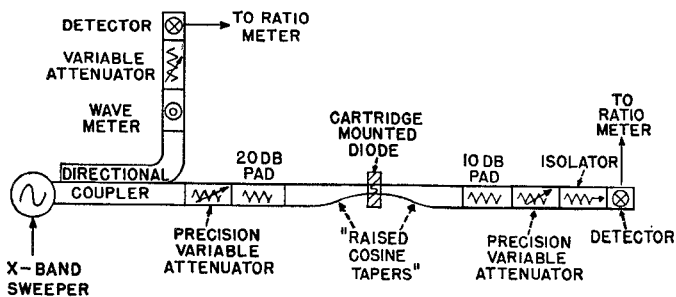 DETECTOR
TO RATIO
METER
VARIABLE
ATTENUATOR
WAVE
METER
DIRECTIONAL
COUPLER
20 DB
PAD
CARTRIDGE
MOUNTED
DIODE
10 DB
PAD
ISOLATOR
TO
RATIO
METER
PRECISION
VARIABLE
ATTENUATOR
"RAISED
COSINE
TAPERS"
PRECISION
VARIABLE
ATTENUATOR
DETECTOR
X-BAND
SWEEPER